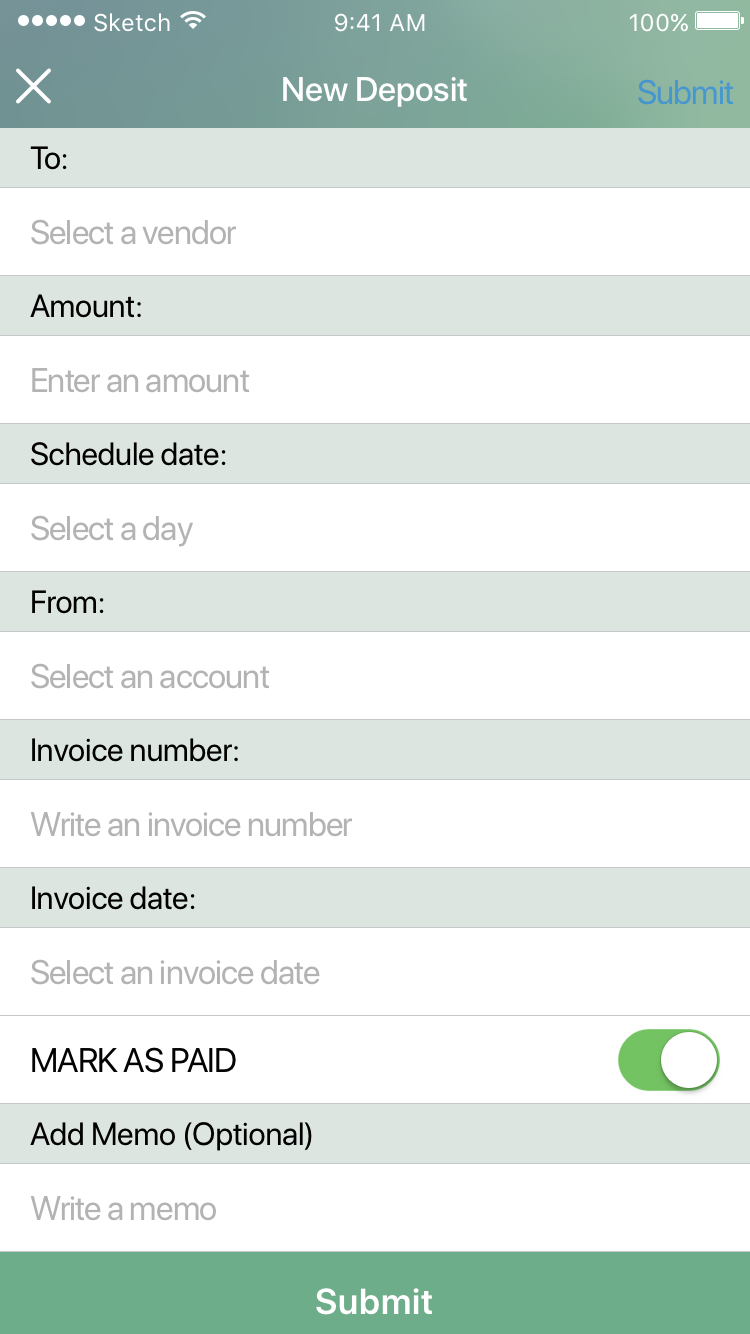 Sketch 9:41 AM 100%
New Deposit Submit
To:
Select a vendor
Amount:
Enter an amount
Schedule date:
Select a day
From:
Select an account
Invoice number:
Write an invoice number
Invoice date:
Select an invoice date
MARK AS PAID
Add Memo (Optional)
Write a memo
Submit